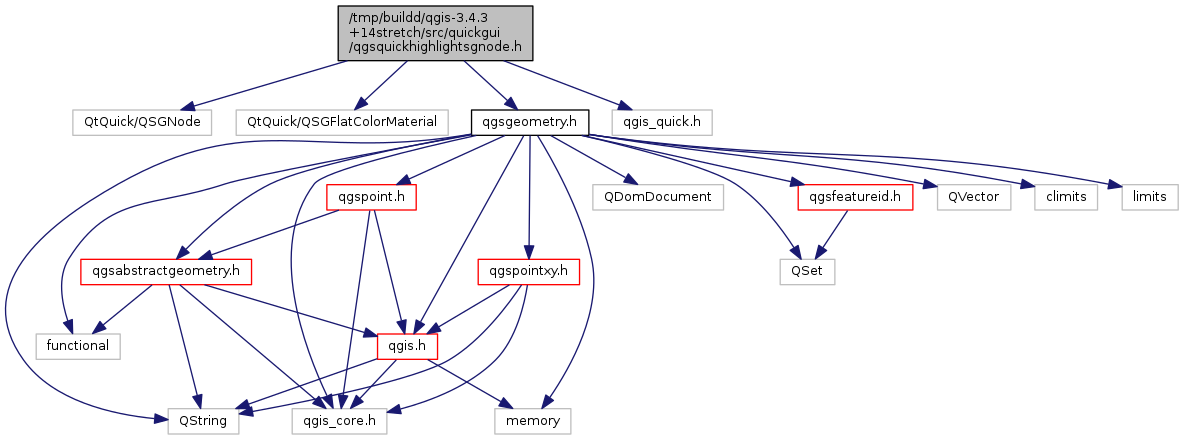 /tmp/buildd/qgis-3.4.3
+14stretch/src/quickgui
/qgsquickhighlightsgnode.h
QtQuick/QSGNode
QtQuick/QSGFlatColorMaterial
qgsgeometry.h
qgis_quick.h
qgspoint.h
QDomDocument
qgsfeatureid.h
QVector
climits
limits
qgsabstractgeometry.h
qgspointxy.h
QSet
functional
qgis.h
QString
qgis_core.h
memory